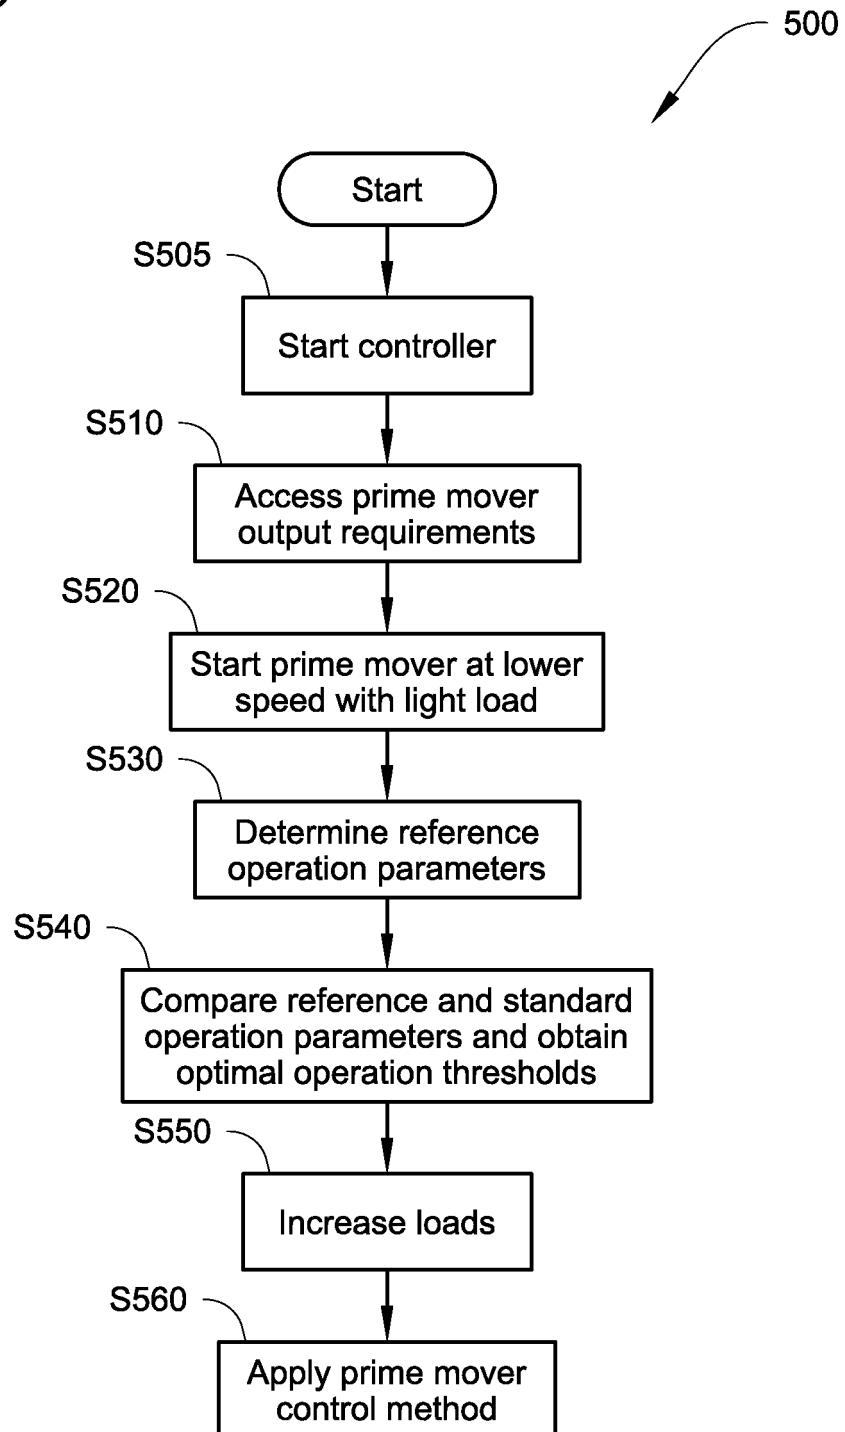 500
Start
S505
Start controller
S510
Access prime mover
output requirements
S520
Start prime mover at lower
speed with light load
S530
Determine reference
operation parameters
S540
Compare reference and standard
operation parameters and obtain
optimal operation thresholds
S550
Increase loads
S560
Apply prime mover
control method